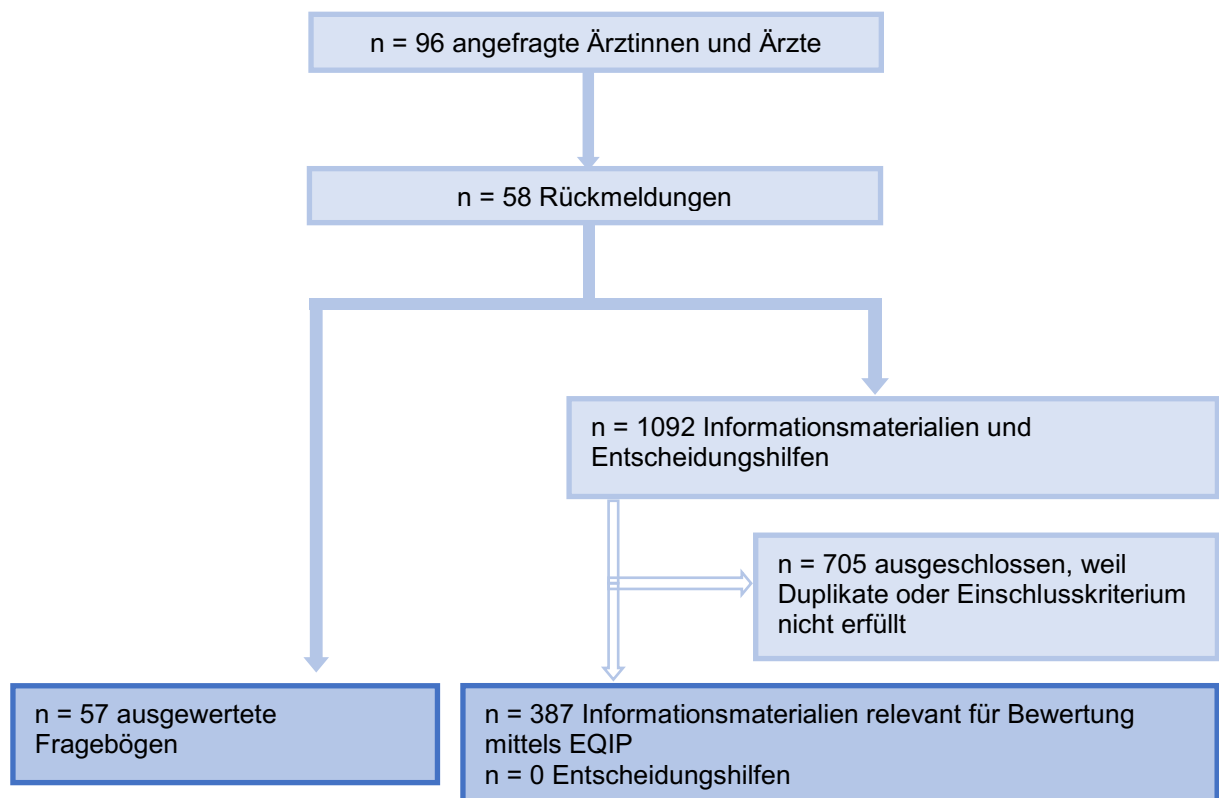 n = 96 angefragte Ärztinnen und Ärzte
n = 58 Rückmeldungen
n = 1092 Informationsmaterialien und
Entscheidungshilfen
n = 705 ausgeschlossen, weil
Duplikate oder Einschlusskriterium
nicht erfüllt
n = 57 ausgewertete
Fragebögen
n = 387 Informationsmaterialien relevant für Bewertung
mittels EQIP
n = 0 Entscheidungshilfen